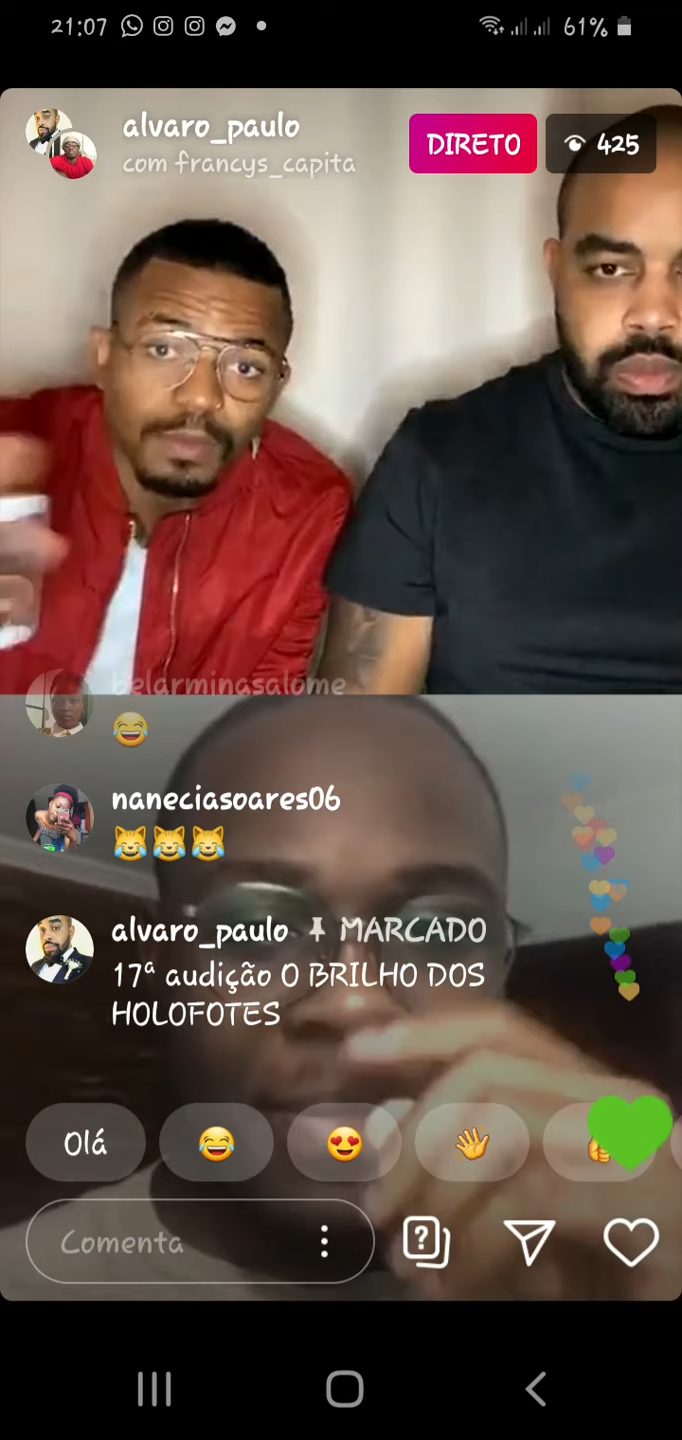 21:07
61%
alvaro_paulo
com francys_capita
DIRETO
425
belarminasalome
😂
naneciasoares06
😹😹😹
alvaro_paulo MARCADO
17ª audição O BRILHO DOS
HOLOFOTES
Olá
Comenta